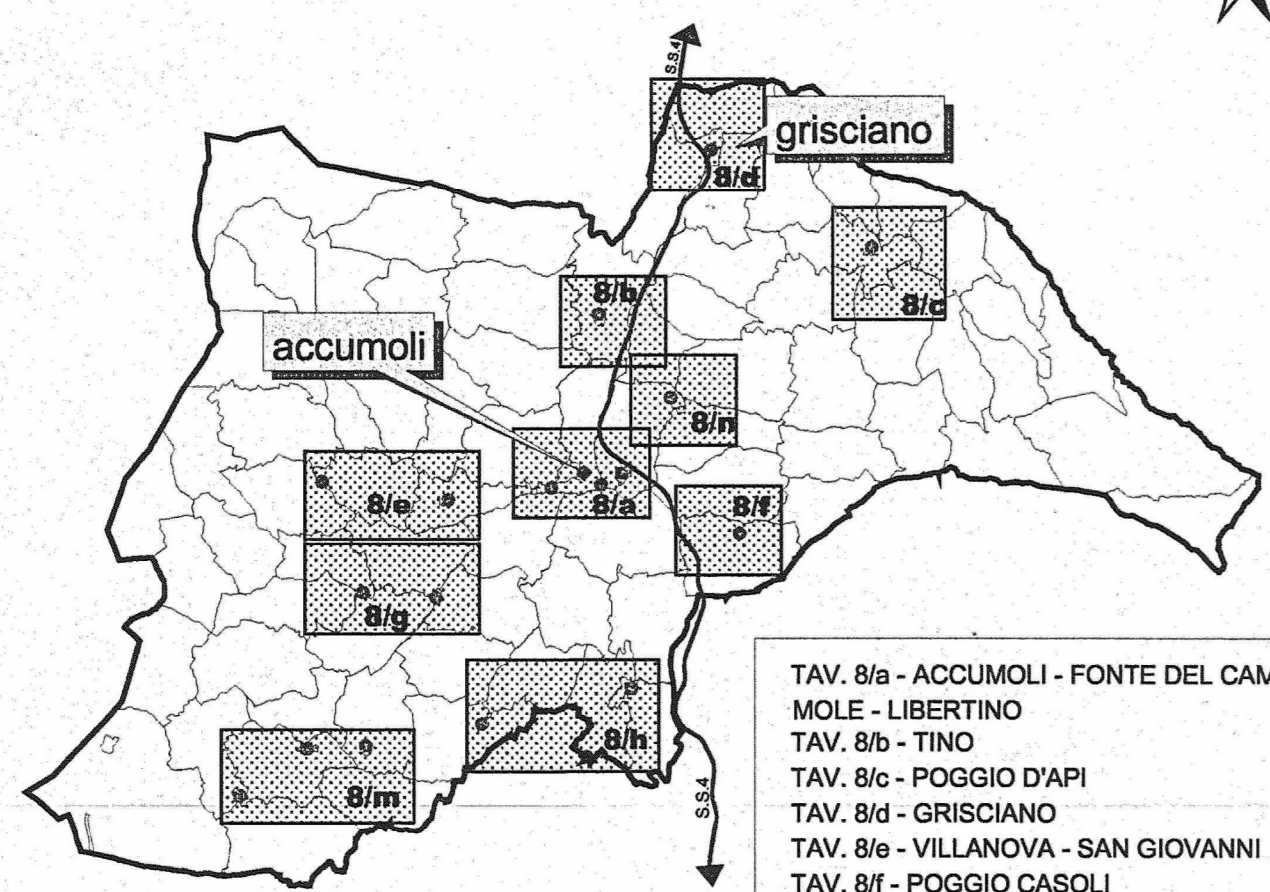 S.S.4
grisciano
8/d
8/c
8/b
accumoli
8/n
8/a
8/e
8/f
8/g
8/h
8/m
S.S.4
TAV. 8/a - ACCUMOLI - FONTE DEL CAM
MOLE - LIBERTINO
TAV. 8/b - TINO
TAV. 8/c - POGGIO D'API
TAV. 8/d - GRISCIANO
TAV. 8/e - VILLANOVA - SAN GIOVANNI
TAV. 8/f - POGGIO CASOLI